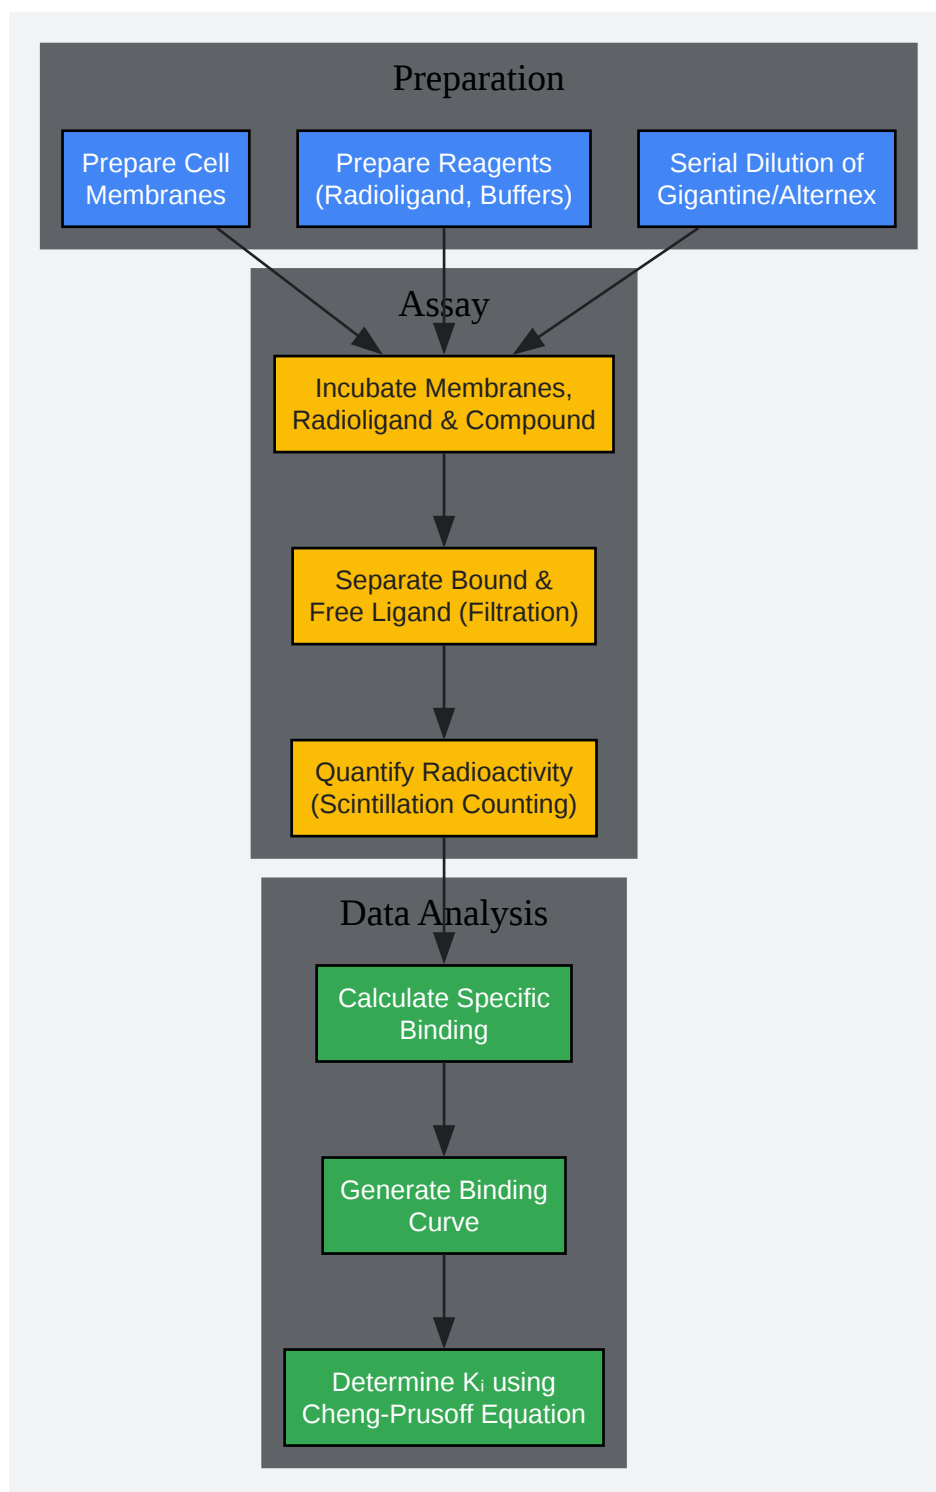 Preparation
Prepare Cell
Membranes
Prepare Reagents
(Radioligand, Buffers)
Serial Dilution of
Gigantine/Alternex
Assay
Incubate Membranes,
Radioligand & Compound
Separate Bound &
Free Ligand (Filtration)
Quantify Radioactivity
(Scintillation Counting)
Data Analysis
Calculate Specific
Binding
Generate Binding
Curve
Determine Kᵢ using
Cheng-Prusoff Equation